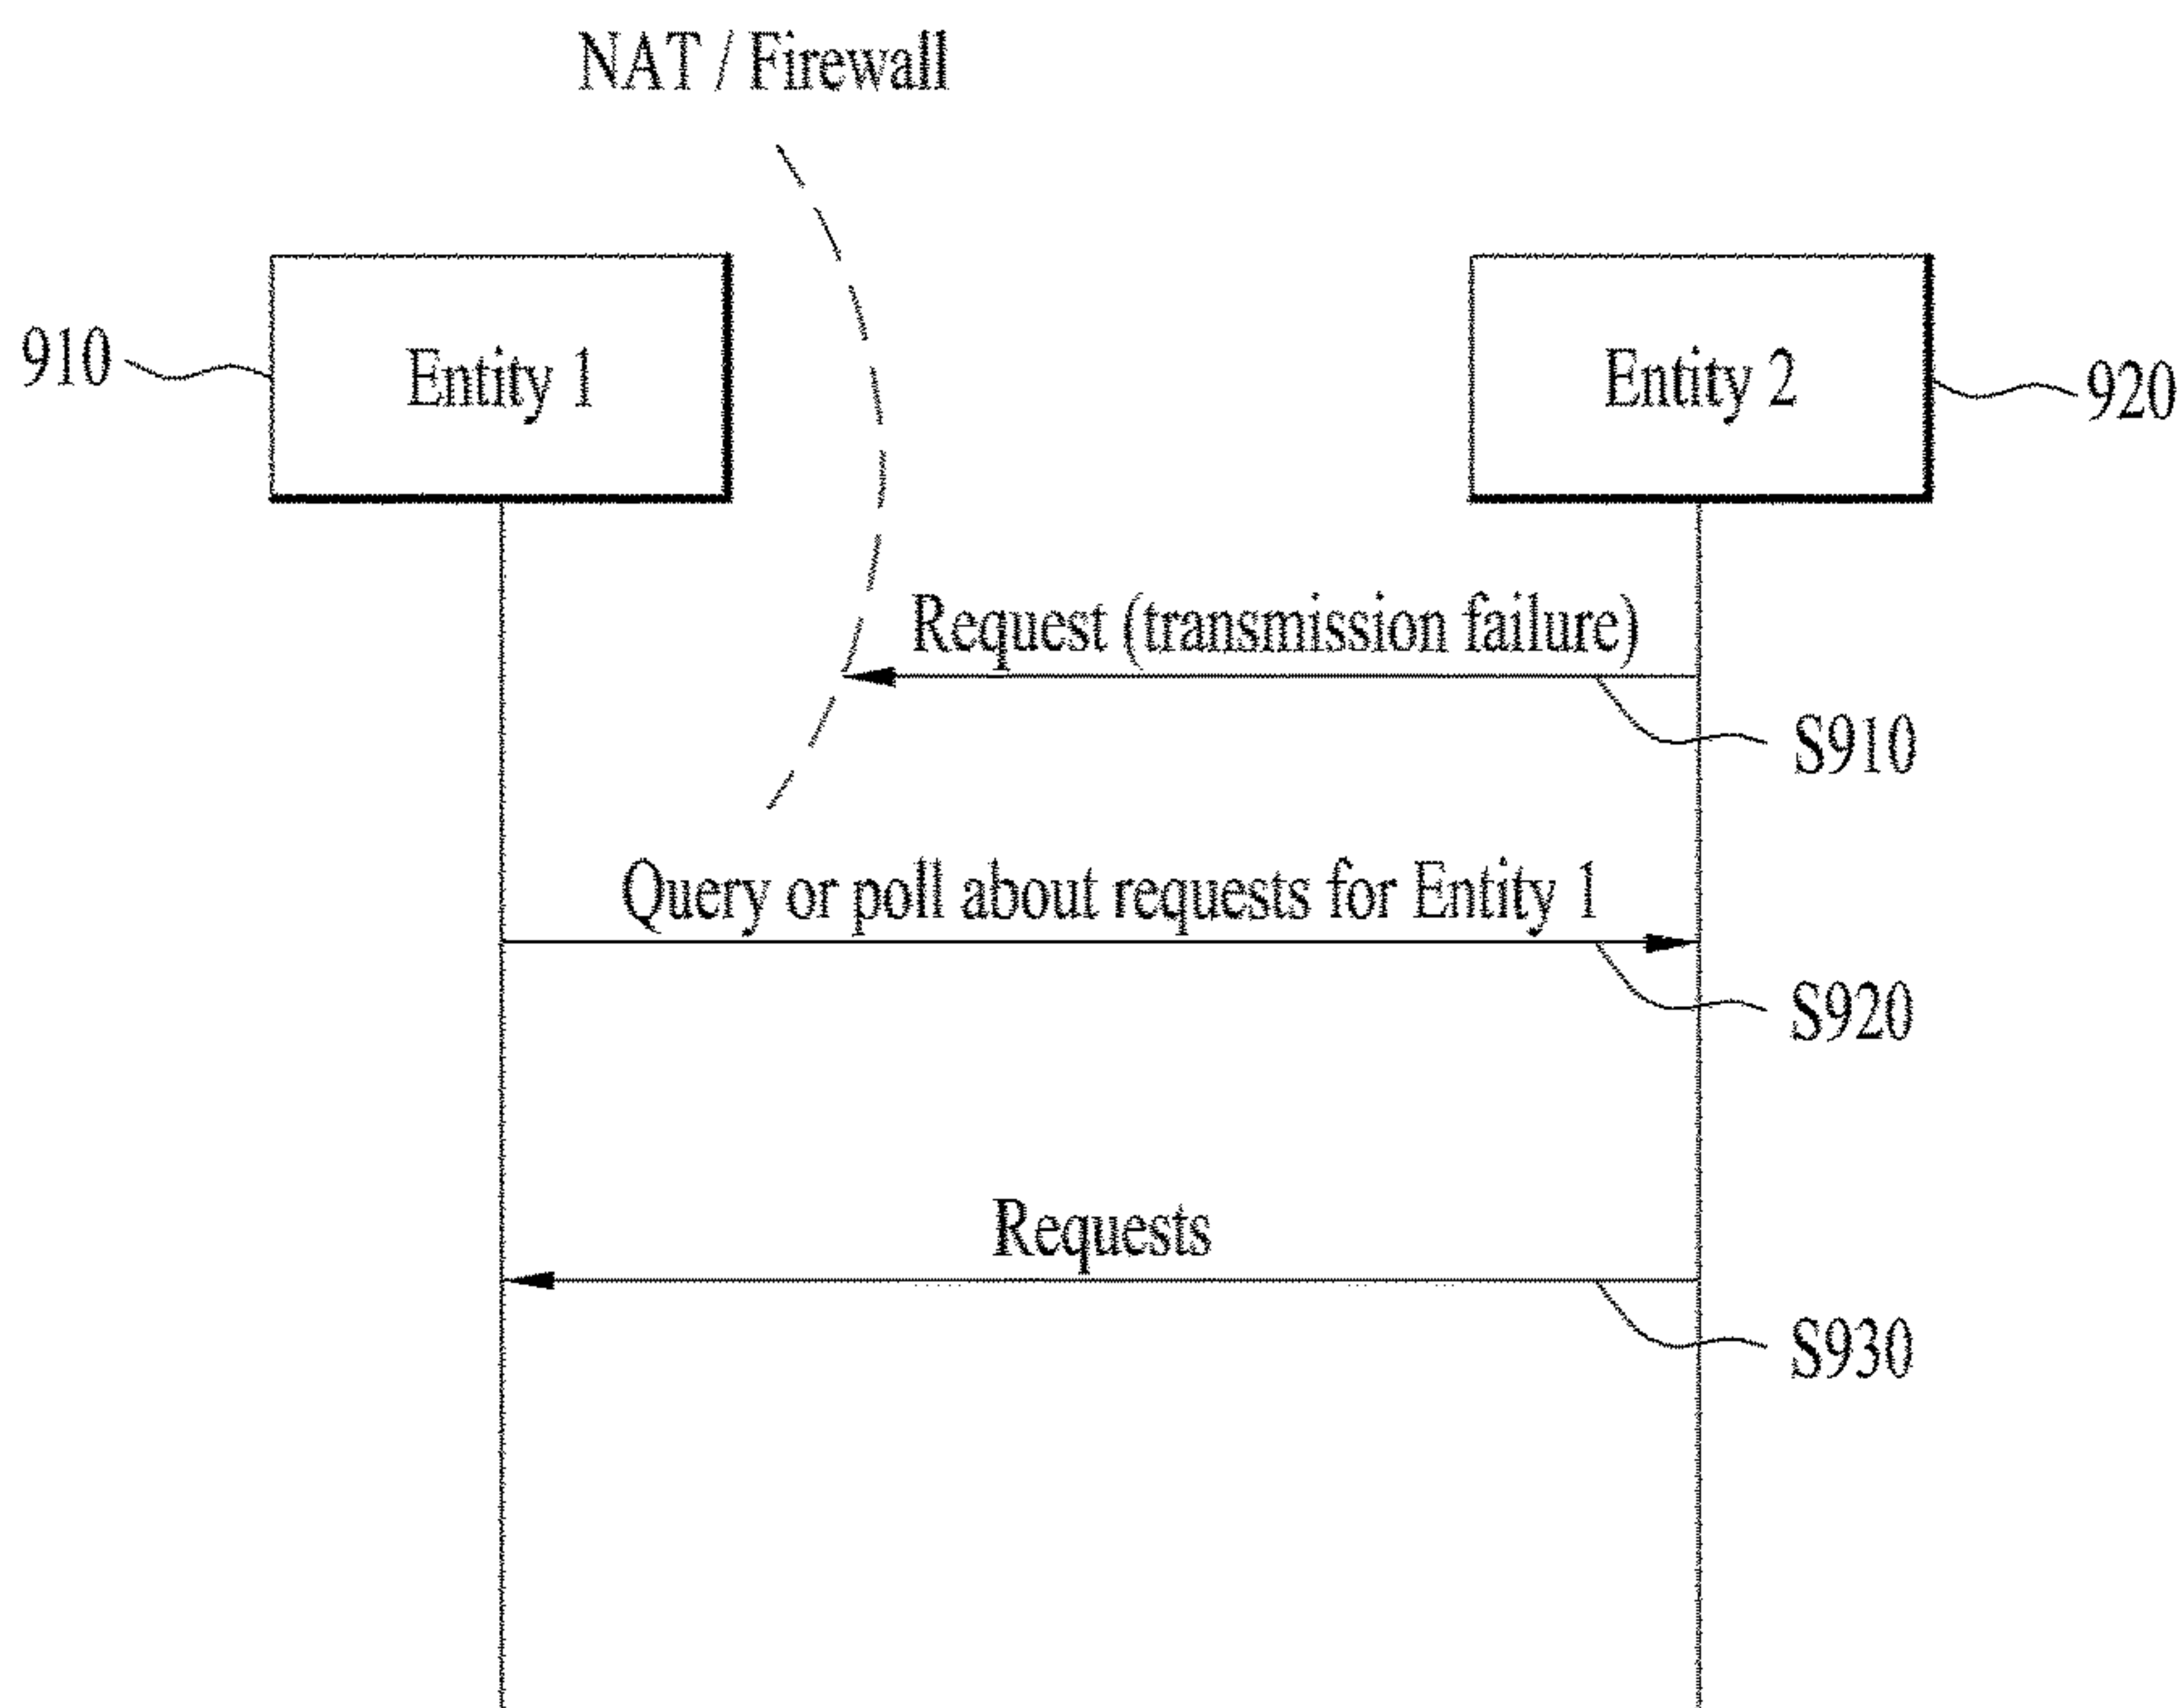 NAT / Firewall
910
Entity 1
Entity 2
920
Request (transmission failure)
S910
Query or poll about requests for Entity 1
S920
Requests
S930